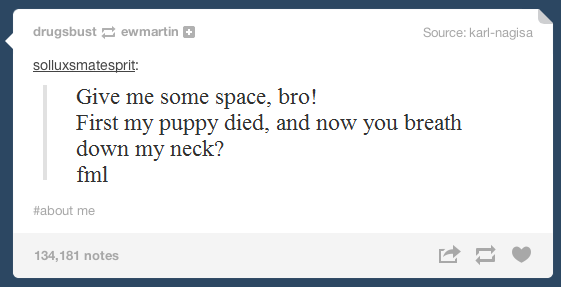 drugsbust ewmartin Source: karl-nagisa
solluxsmatesprit:
Give me some space, bro!
First my puppy died, and now you breath
down my neck?
fml
#about me
134,181 notes